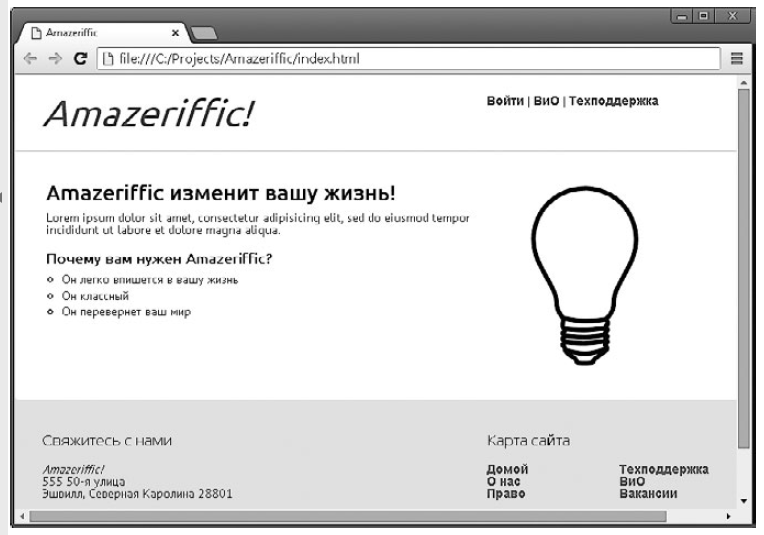 Amazeriffic
file:///C:/Projects/Amazeriffic/index.html
Amazeriffic!
Войти | ВиО | Техподдержка
Amazeriffic изменит вашу жизнь!
Lorem ipsum dolor sit amet, consectetur adipisicing elit, sed do eiusmod tempor
incididunt ut labore et dolore magna aliqua.
Почему вам нужен Amazeriffic?
Он легко впишется в вашу жизнь
Он классный
Он перевернет ваш мир
Свяжитесь с нами
Amazeriffic!
555 50-я улица
Эшвилл, Северная Каролина 28801
Карта сайта
Домой
О нас
Право
Техподдержка
ВиО
Вакансии